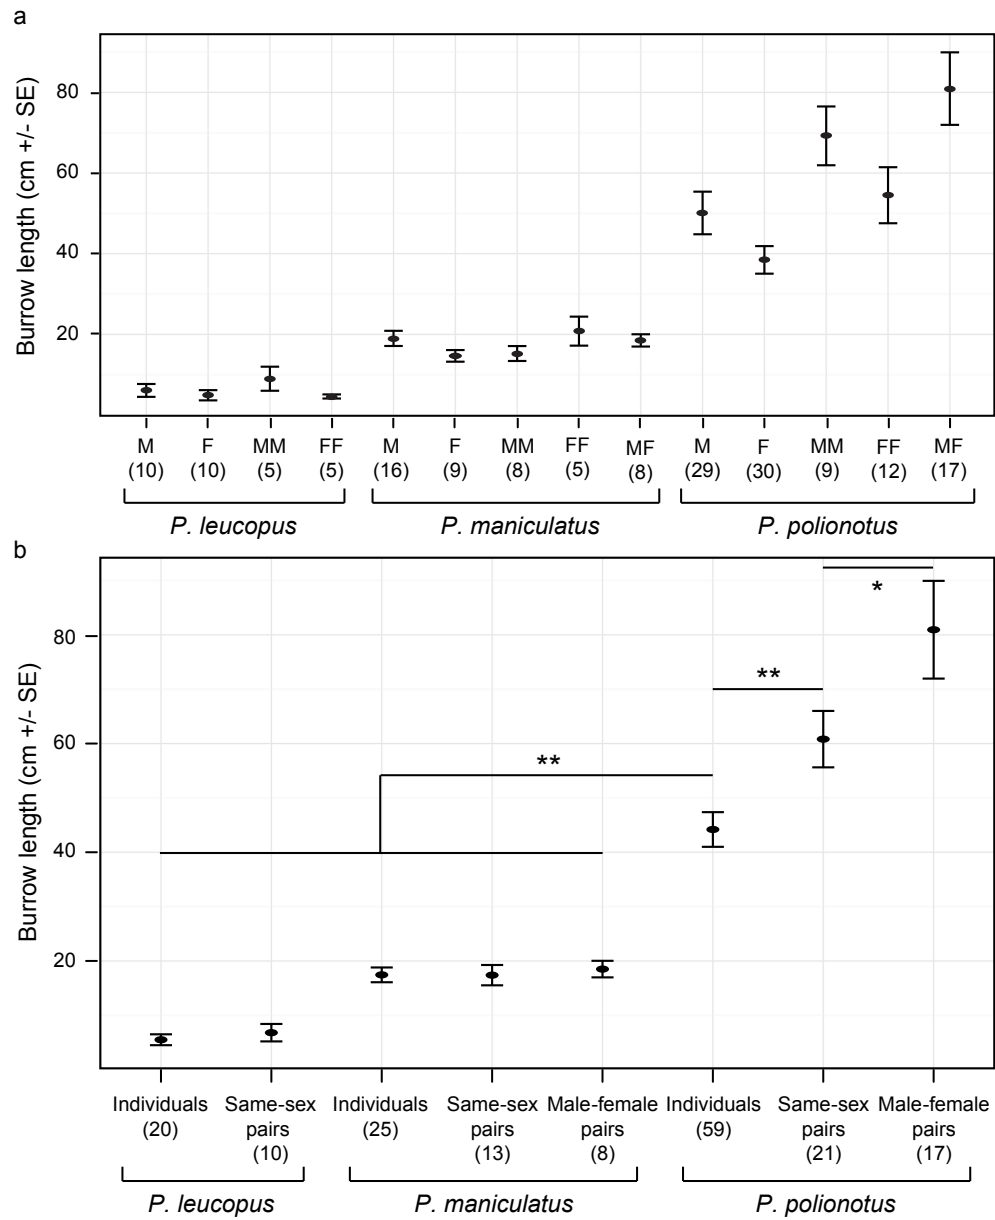 a
Burrow length (cm +/- SE)
80
60
40
20
M F MM FF M F MM FF MF M F MM FF MF
(10) (10) (5) (5) (16) (9) (8) (5) (8) (29) (30) (9) (12) (17)
P. leucopus P. maniculatus P. polionotus
b
Burrow length (cm +/- SE)
80
60
40
20
*
**
**
Individuals Same-sex Individuals Same-sex Male-female Individuals Same-sex Male-female
(20) pairs (25) pairs pairs (59) pairs pairs
(10) (13) (8) (21) (17)
P. leucopus P. maniculatus P. polionotus